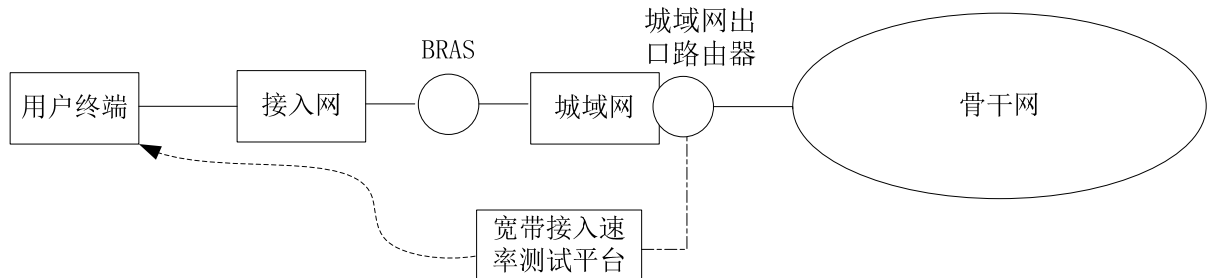 BRAS
城域网出
口路由器
用户终端
接入网
城域网
骨干网
宽带接入速
率测试平台